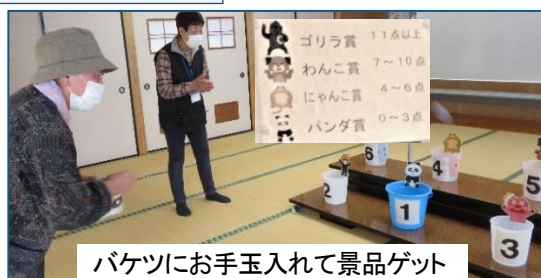 ゴリラ賞 11点以上
わんこ賞 7～10点
にゃんこ賞 4～6点
パンダ賞 0～3点
6
4
5
2
1
3
バケツにお手玉入れて景品ゲット